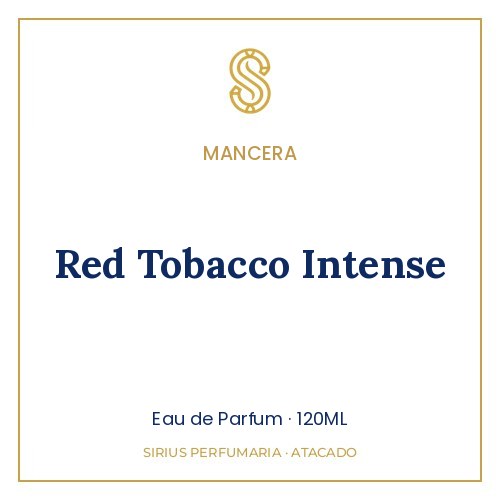 MANCERA
Red Tobacco Intense
Eau de Parfum · 120ML
SIRIUS PERFUMARIA · ATACADO